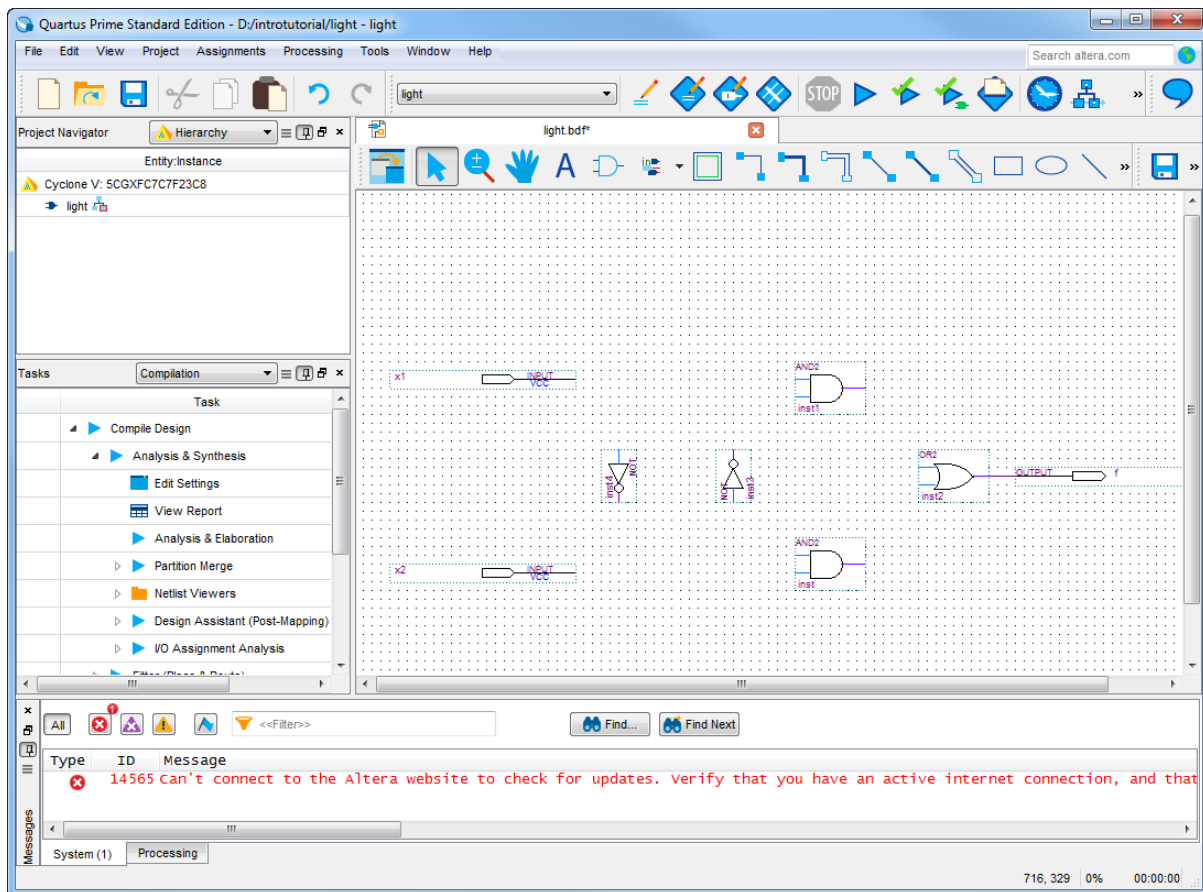 Quartus Prime Standard Edition - D:/introtutorial/light - light
File Edit View Project Assignments Processing Tools Window Help
Search altera.com
light
STOP
Project Navigator
Hierarchy
light.bdf*
Entity:Instance
Cyclone V: 5CGXFC7C7F23C8
light
A
Tasks
Compilation
Task
Compile Design
Analysis & Synthesis
Edit Settings
View Report
Analysis & Elaboration
Partition Merge
Netlist Viewers
Design Assistant (Post-Mapping)
I/O Assignment Analysis
Fitter (Place & Route)
x1
INPUT
VCC
AND2
inst1
NOT
inst4
NOT
inst3
OR2
inst2
OUTPUT
f
x2
INPUT
VCC
AND2
inst
All
1
<<Filter>>
Find...
Find Next
Type ID Message
14565 Can't connect to the Altera website to check for updates. Verify that you have an active internet connection, and that
Messages
System (1)
Processing
716, 329 0% 00:00:00